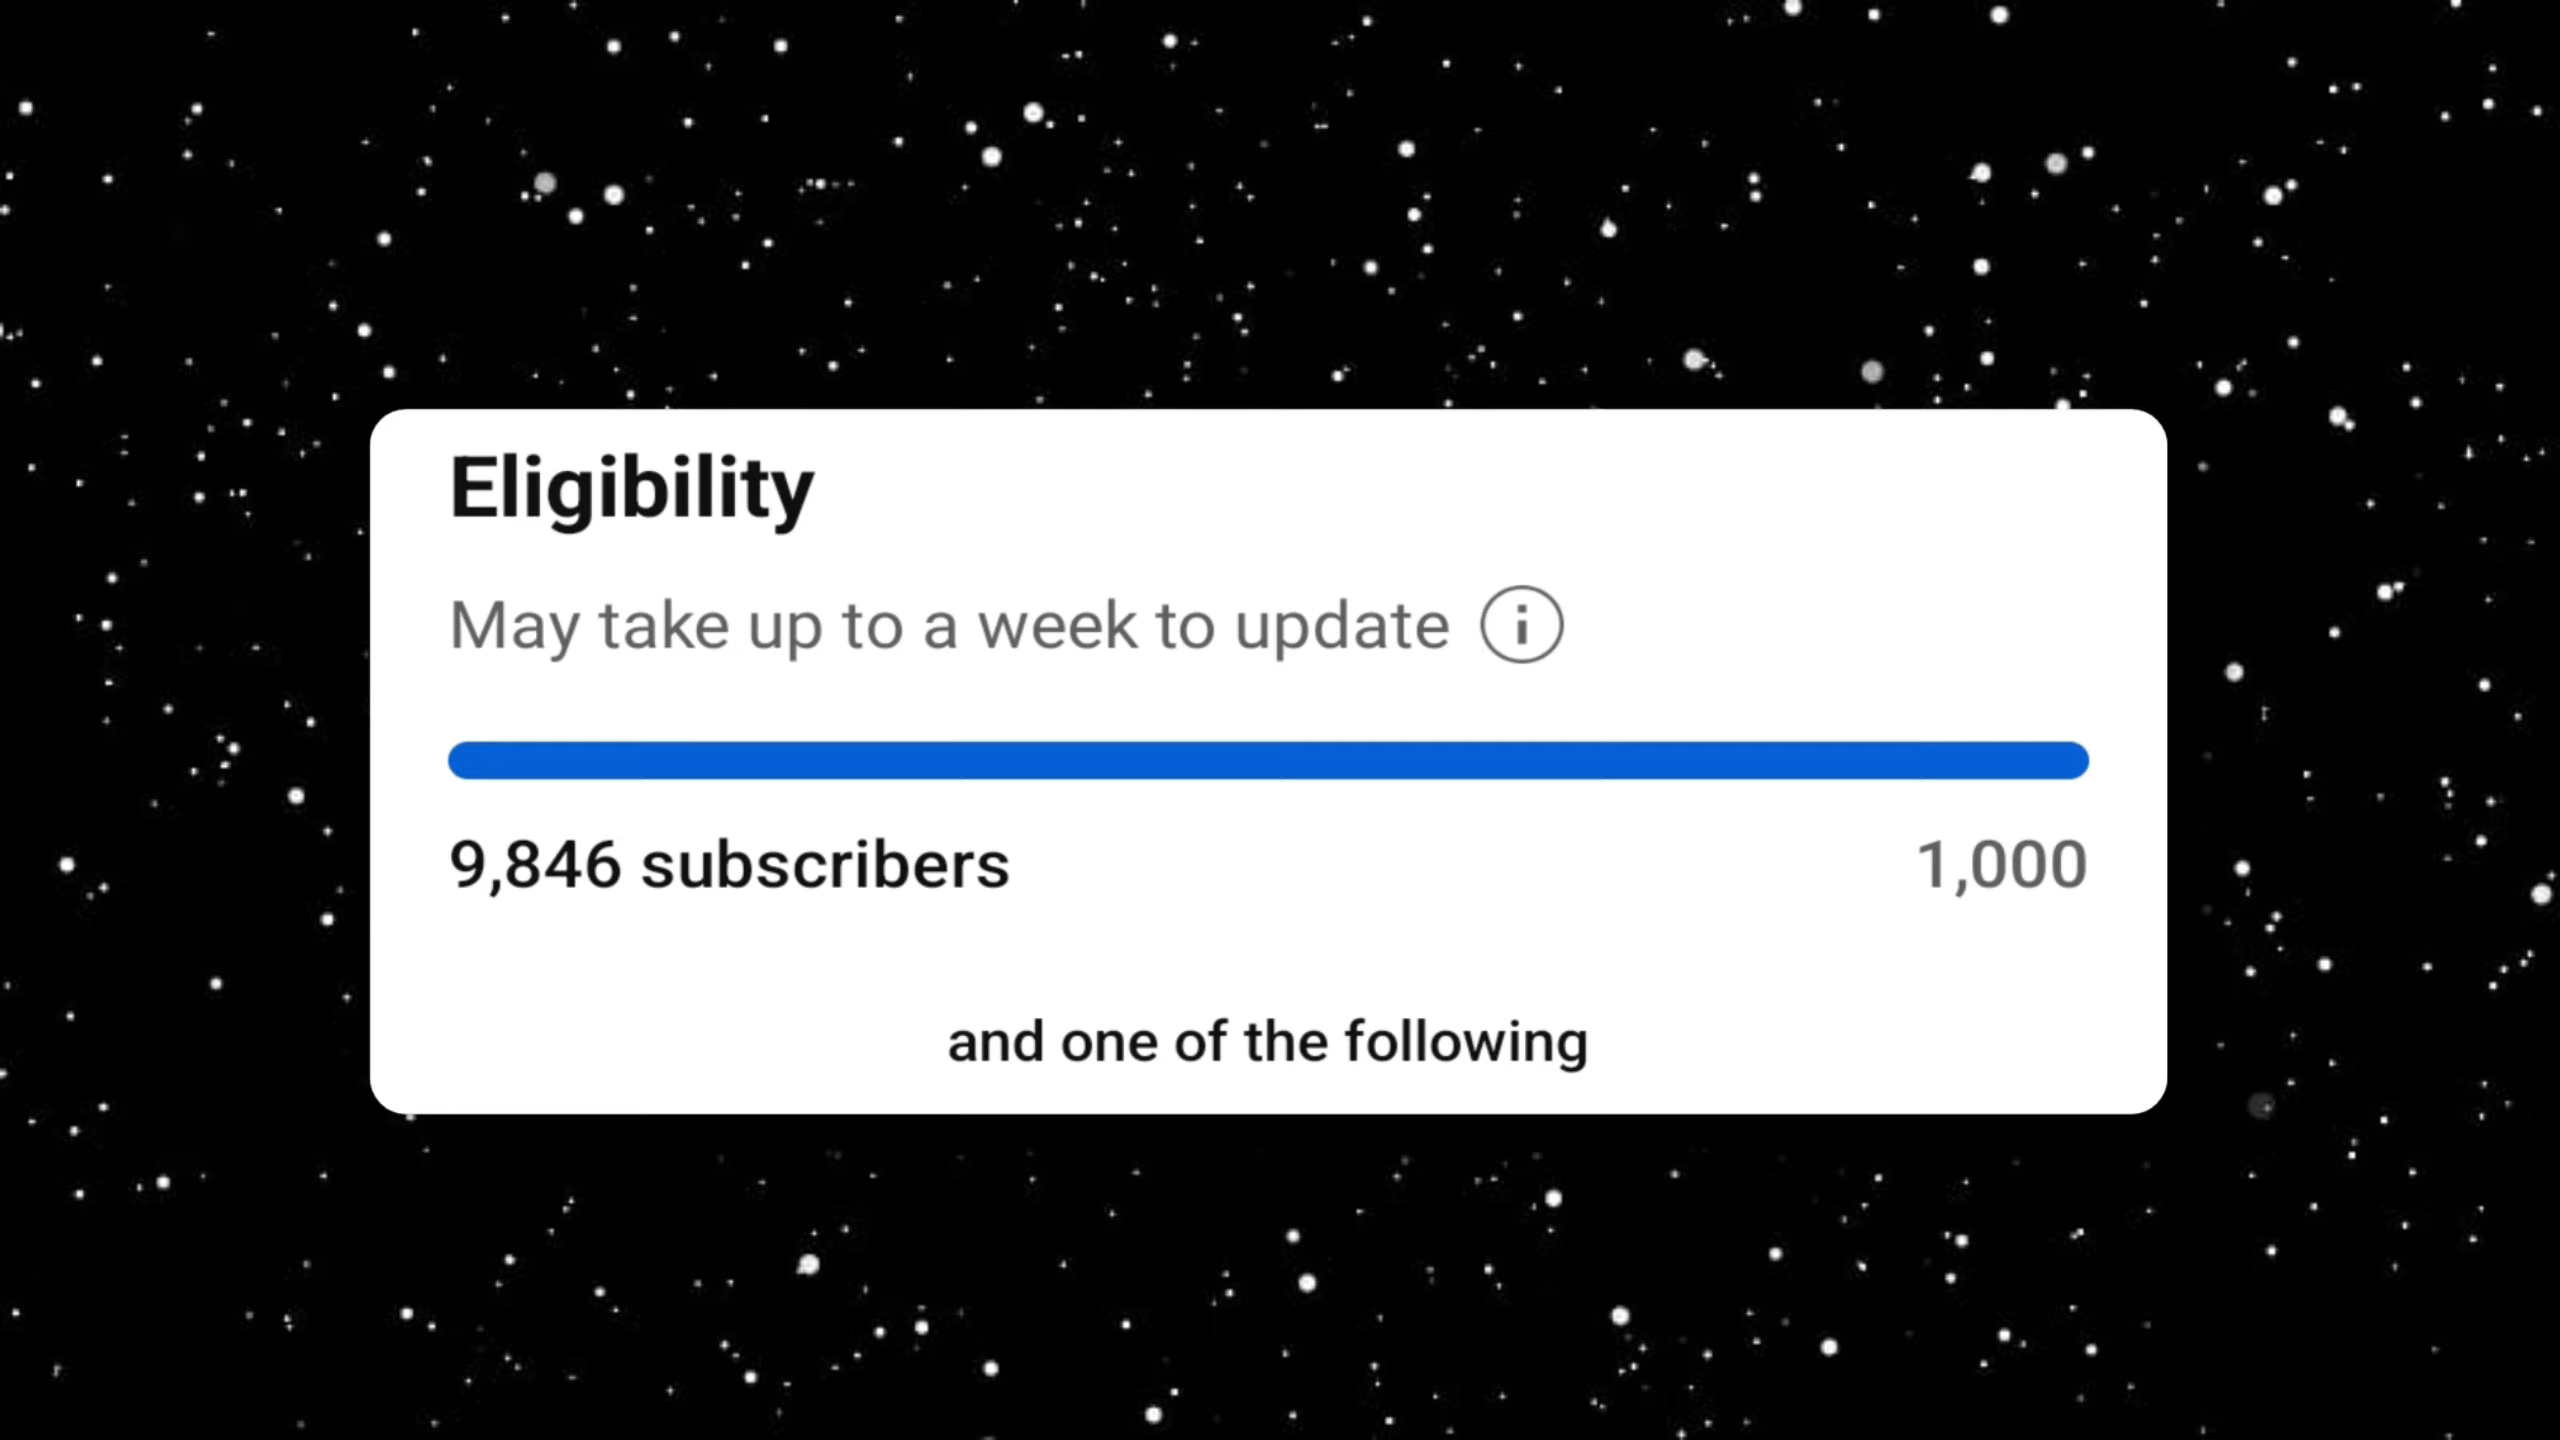 Eligibility
May take up to a week to update
9,846 subscribers 1,000
and one of the following